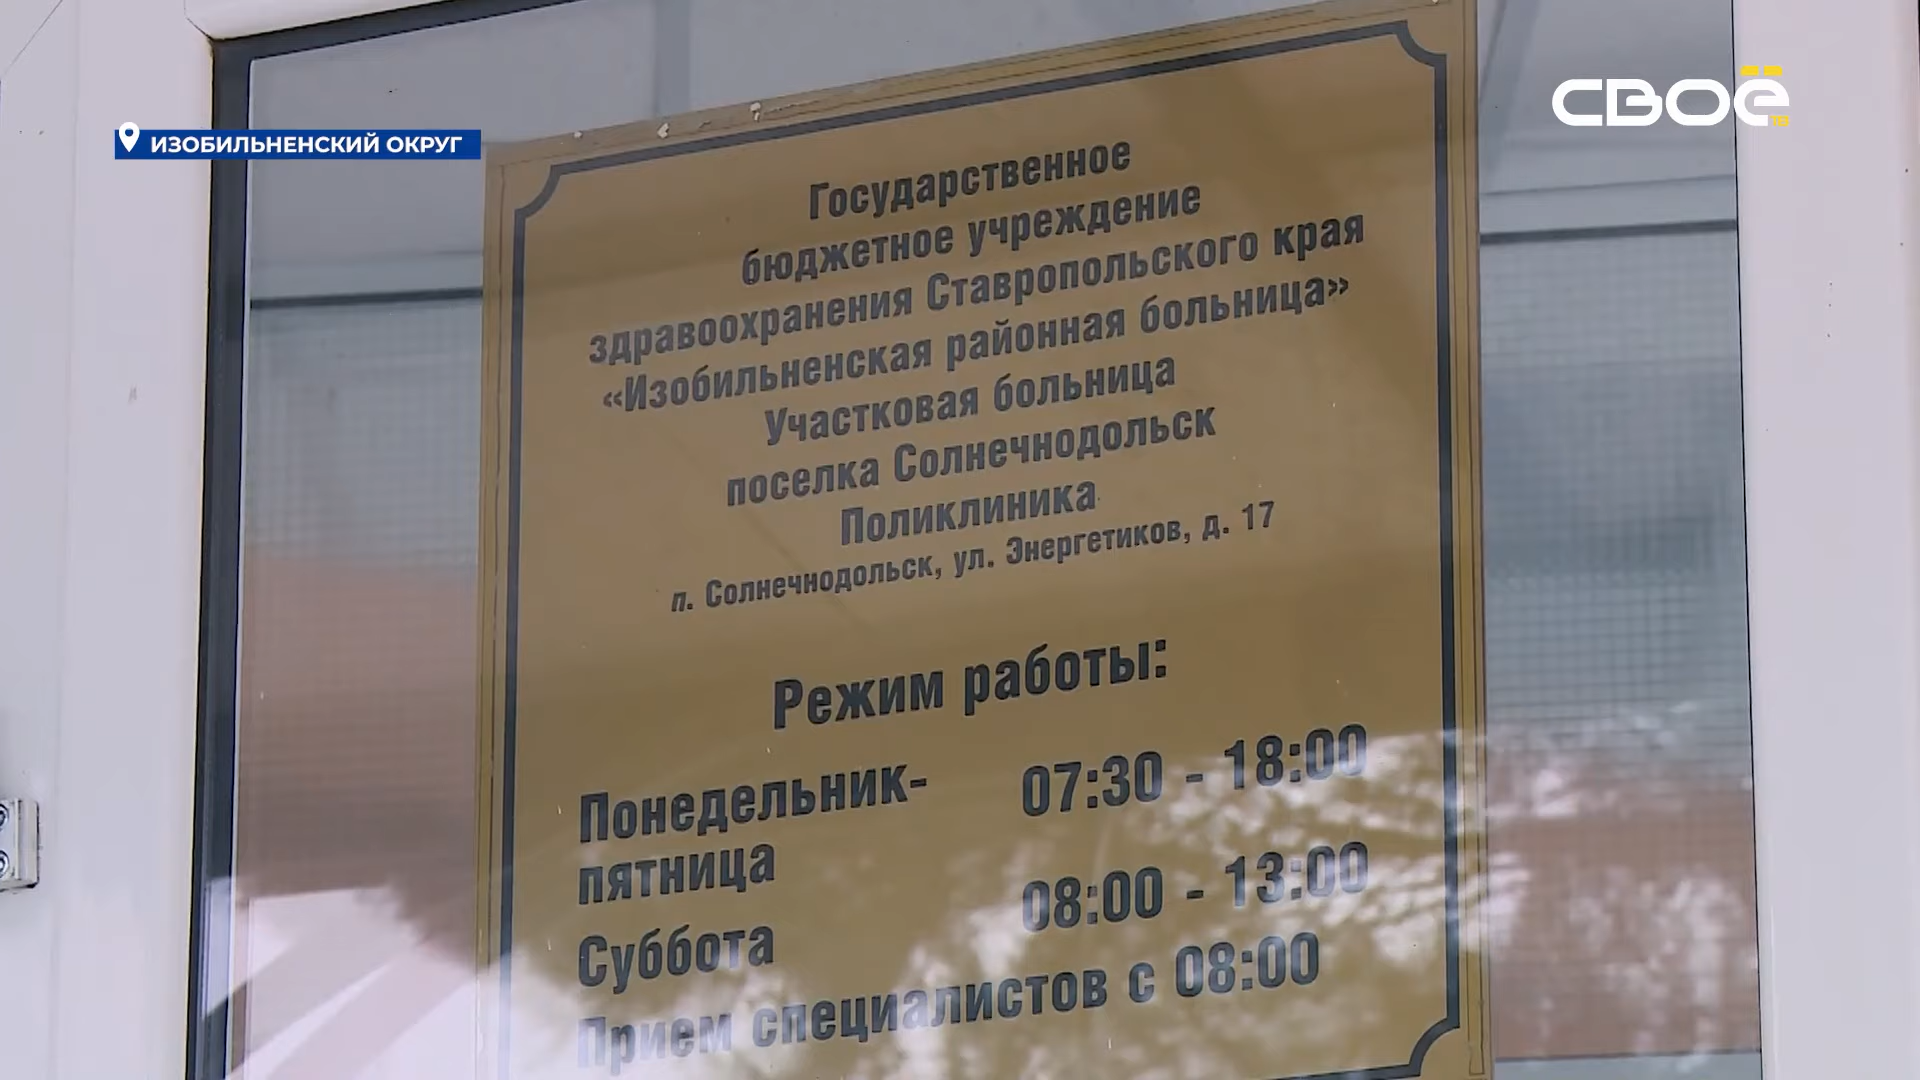 ИЗОБИЛЬНЕНСКИЙ ОКРУГ
СВОЁ
ТВ
Государственное
бюджетное учреждение
здравоохранения Ставропольского края
«Изобильненская районная больница»
Участковая больница
поселка Солнечнодольск
Поликлиника
п. Солнечнодольск, ул. Энергетиков, д. 17
Режим работы:
Понедельник- 07:30 - 18:00
пятница
Суббота 08:00 - 13:00
Прием специалистов с 08:00